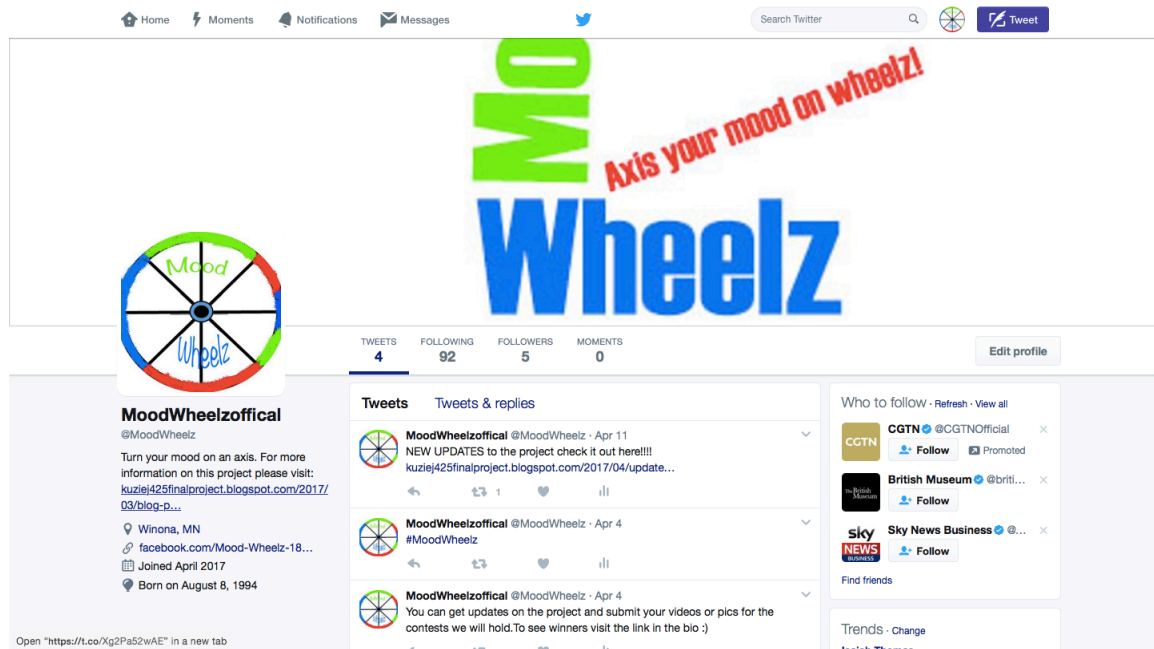 Home
Moments
Notifications
Messages
Search Twitter
Tweet
Mo
Axis your mood on wheelz!
Wheelz
Mood
Wheelz
TWEETS
4
FOLLOWING
92
FOLLOWERS
5
MOMENTS
0
Edit profile
MoodWheelzoffical
@MoodWheelz
Turn your mood on an axis. For more
information on this project please visit:
kuziej425finalproject.blogspot.com/2017/
03/blog-p…
Winona, MN
facebook.com/Mood-Wheelz-18…
Joined April 2017
Born on August 8, 1994
Tweets Tweets & replies
MoodWheelzoffical @MoodWheelz · Apr 11
NEW UPDATES to the project check it out here!!!!
kuziej425finalproject.blogspot.com/2017/04/update…
1
MoodWheelzoffical @MoodWheelz · Apr 4
#MoodWheelz
MoodWheelzoffical @MoodWheelz · Apr 4
You can get updates on the project and submit your videos or pics for the
contests we will hold.To see winners visit the link in the bio :)
Who to follow · Refresh · View all
CGTN
CGTN @CGTNOfficial
Follow
Promoted
The British
Museum
British Museum @briti…
Follow
sky
NEWS
BUSINESS
Sky News Business @…
Follow
Find friends
Trends · Change
Isaiah Thomas
Open "https://t.co/Xg2Pa52wAE" in a new tab